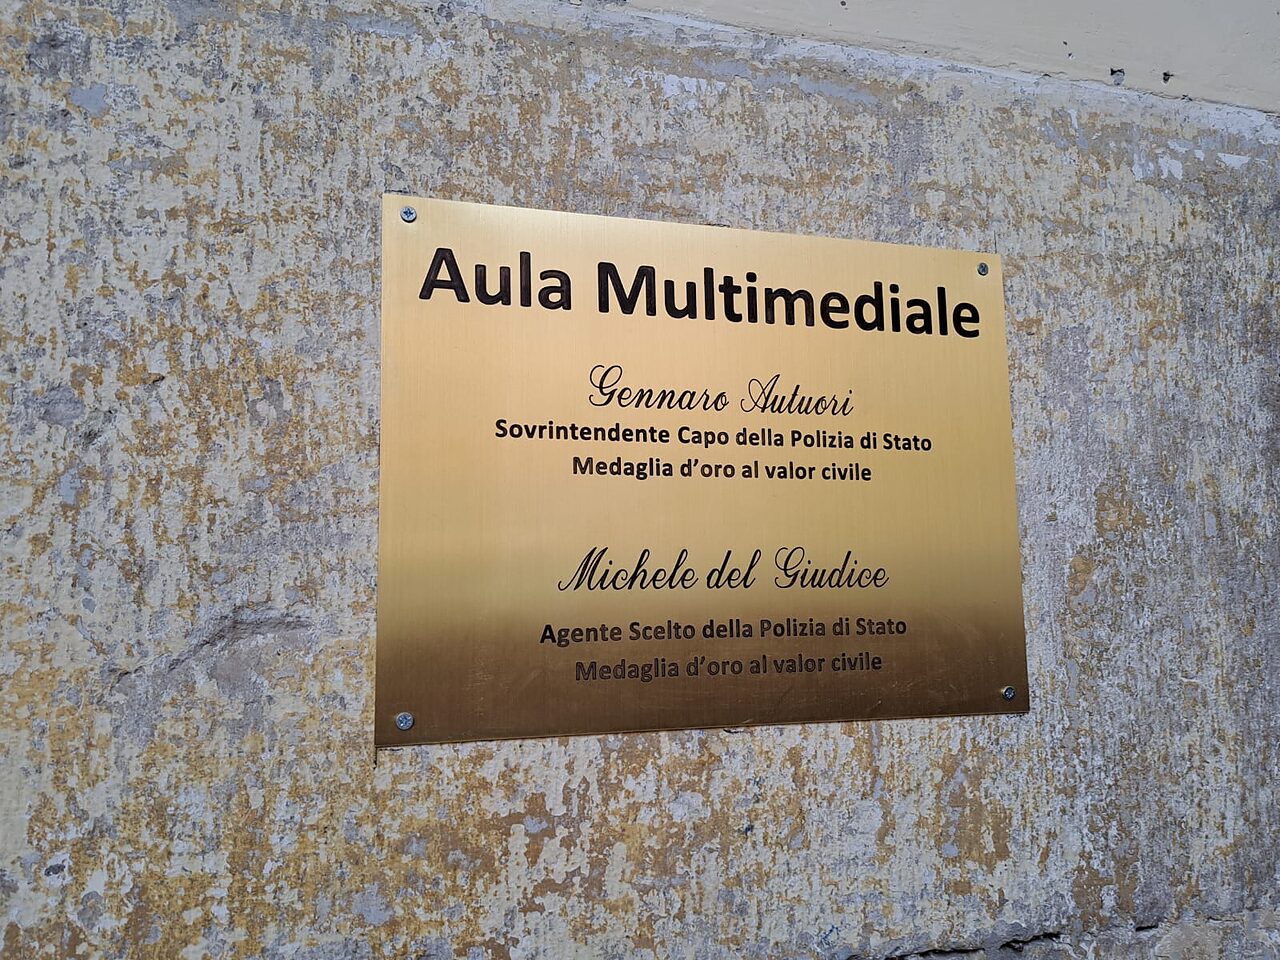 Aula Multimediale
Gennaro Autuori
Sovrintendente Capo della Polizia di Stato
Medaglia d’oro al valor civile
Michele del Giudice
Agente Scelto della Polizia di Stato
Medaglia d’oro al valor civile